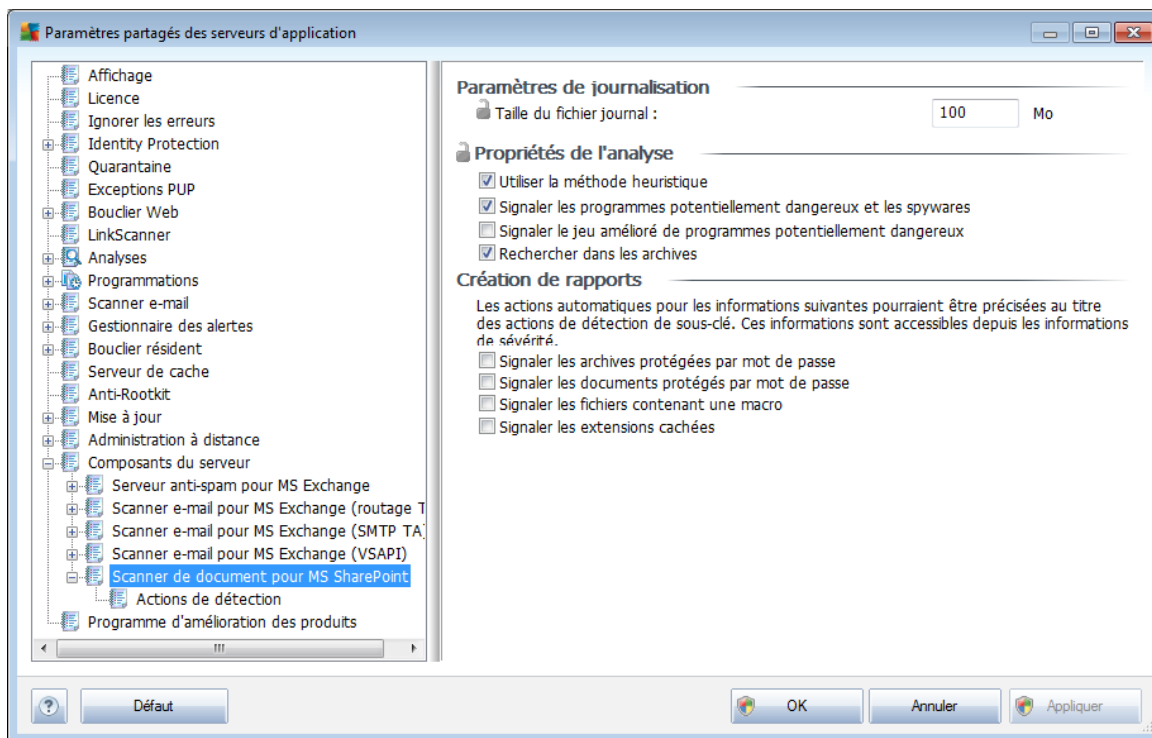 Paramètres partagés des serveurs d'application
Affichage
Licence
Ignorer les erreurs
Identity Protection
Quarantaine
Exceptions PUP
Bouclier Web
LinkScanner
Analyses
Programmations
Scanner e-mail
Gestionnaire des alertes
Bouclier résident
Serveur de cache
Anti-Rootkit
Mise à jour
Administration à distance
Composants du serveur
Serveur anti-spam pour MS Exchange
Scanner e-mail pour MS Exchange (routage T
Scanner e-mail pour MS Exchange (SMTP TA
Scanner e-mail pour MS Exchange (VSAPI)
Scanner de document pour MS SharePoint
Actions de détection
Programme d'amélioration des produits
Paramètres de journalisation
Taille du fichier journal : 100 Mo
Propriétés de l'analyse
Utiliser la méthode heuristique
Signaler les programmes potentiellement dangereux et les spywares
Signaler le jeu amélioré de programmes potentiellement dangereux
Rechercher dans les archives
Création de rapports
Les actions automatiques pour les informations suivantes pourraient être précisées au titre
des actions de détection de sous-clé. Ces informations sont accessibles depuis les informations
de sévérité.
Signaler les archives protégées par mot de passe
Signaler les documents protégés par mot de passe
Signaler les fichiers contenant une macro
Signaler les extensions cachées
? Défaut OK Annuler Appliquer